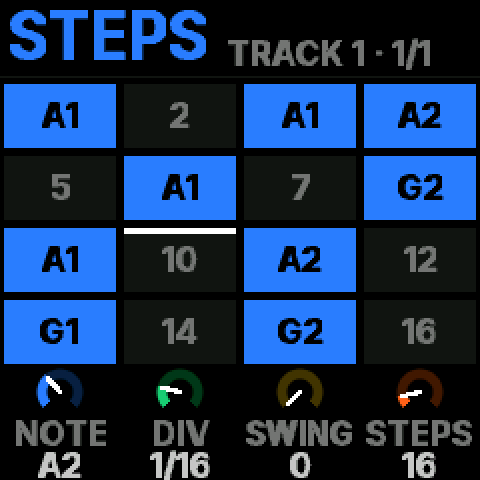 STEPS TRACK 1 · 1/1
A1 2 A1 A2
5 A1 7 G2
A1 10 A2 12
G1 14 G2 16
NOTE DIV SWING STEPS
A2 1/16 0 16